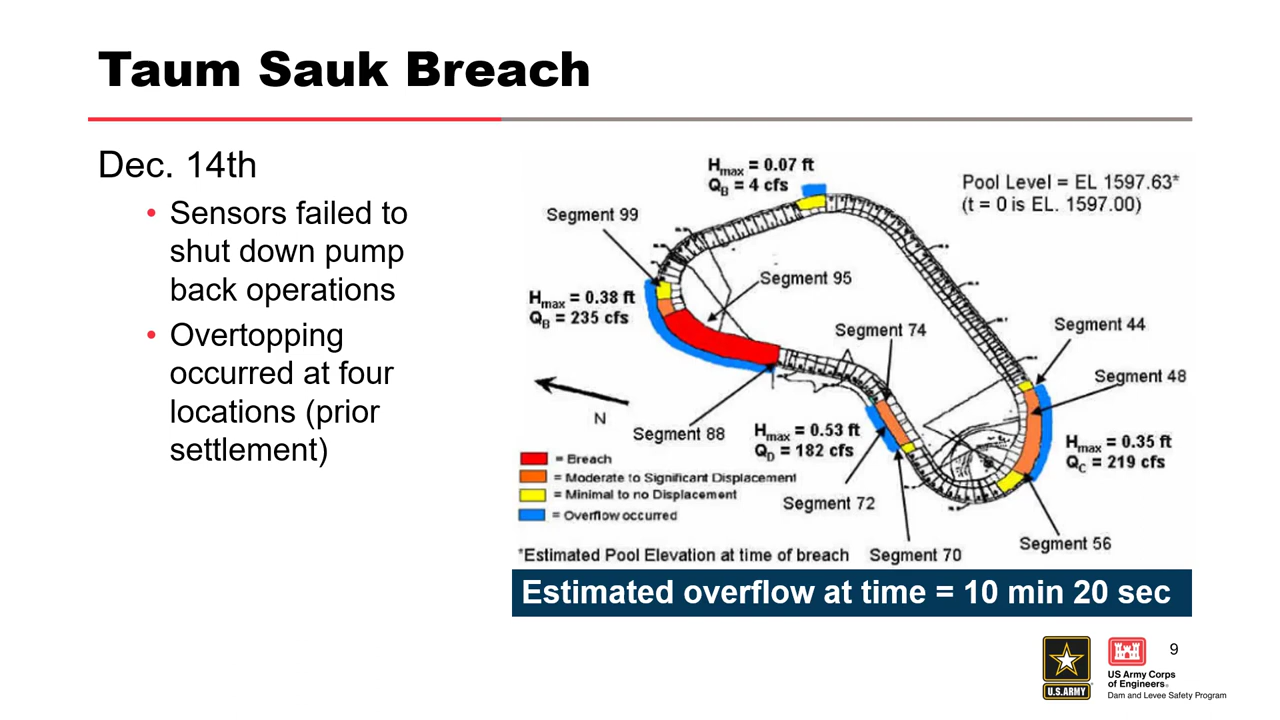 Taum Sauk Breach
Dec. 14th
• Sensors failed to
shut down pump
back operations
• Overtopping
occurred at four
locations (prior
settlement)
Hmax = 0.07 ft
QB = 4 cfs
Pool Level = EL 1597.63*
(t = 0 is EL. 1597.00)
Segment 99
Segment 95
Hmax = 0.38 ft
QB = 235 cfs
Segment 74
Segment 44
Segment 48
N
Segment 88
Hmax = 0.53 ft
QD = 182 cfs
Hmax = 0.35 ft
QC = 219 cfs
= Breach
= Moderate to Significant Displacement
= Minimal to no Displacement
= Overflow occurred
Segment 72
Segment 56
*Estimated Pool Elevation at time of breach
Segment 70
Estimated overflow at time = 10 min 20 sec
U.S. ARMY
US Army Corps
of Engineers®
Dam and Levee Safety Program
9